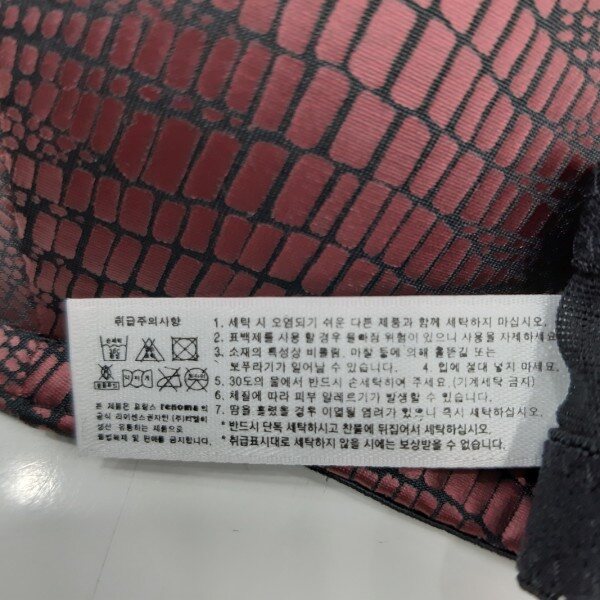 취급주의사항
1. 세탁 시 오염되기 쉬운 다른 제품과 함께 세탁하지 마십시오.
2. 표백제를 사용 할 경우 물빠짐 위험이 있으니 사용을 자제하세요
3. 소재의 특성상 비틀림, 마찰 등에 의해 올뜯김 또는
보푸라기가 일어날 수 있습니다. 4. 입에 절대 넣지 마세요.
5. 30도의 물에서 반드시 손세탁하여 주세요. (기계세탁 금지)
6. 체질에 따라 피부 알레르기가 발생할 수 있습니다.
7. 땀을 흘렸을 경우 이염될 염려가 있으니 즉시 세탁하십시오.
* 반드시 단독 세탁하시고 찬물에 뒤집어서 세탁하십시오.
* 취급표시대로 세탁하지 않을 시에는 보상받을 수 없습니다.
본 제품은 프랑스 renoma의
공식 라이센스권자인
생산 유통하는 제품으로
불법복제 및 판매를 금지합니다.